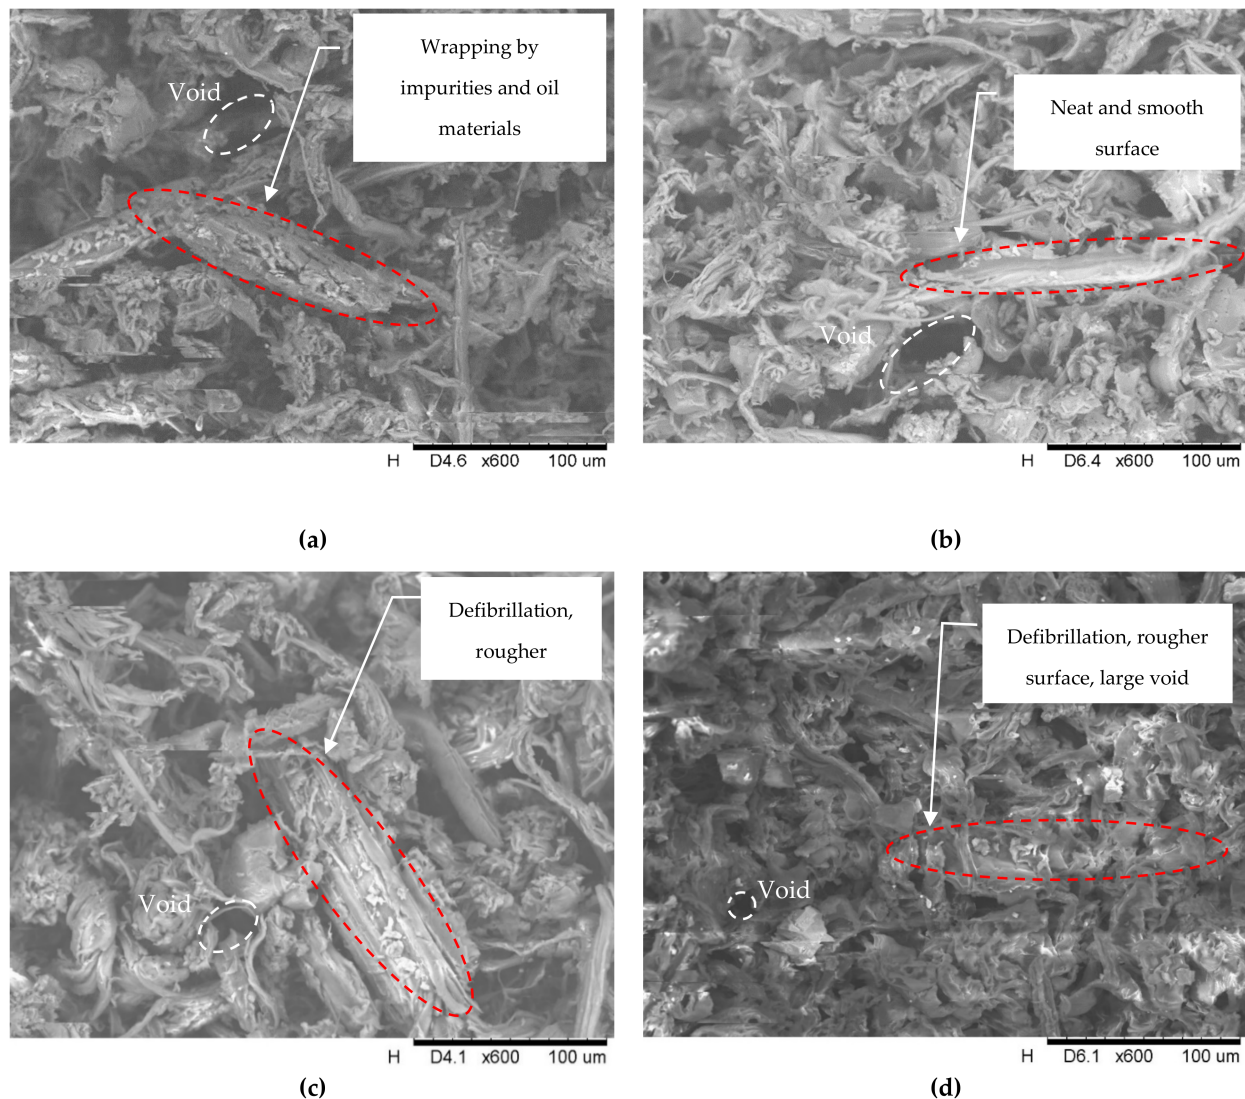 Wrapping by
impurities and oil
materials
Void
H D4.6 x600 100 um
(a)
Neat and smooth
surface
Void
H D6.4 x600 100 um
(b)
Defibrillation,
rougher
Void
H D4.1 x600 100 um
(c)
Defibrillation, rougher
surface, large void
Void
H D6.1 x600 100 um
(d)